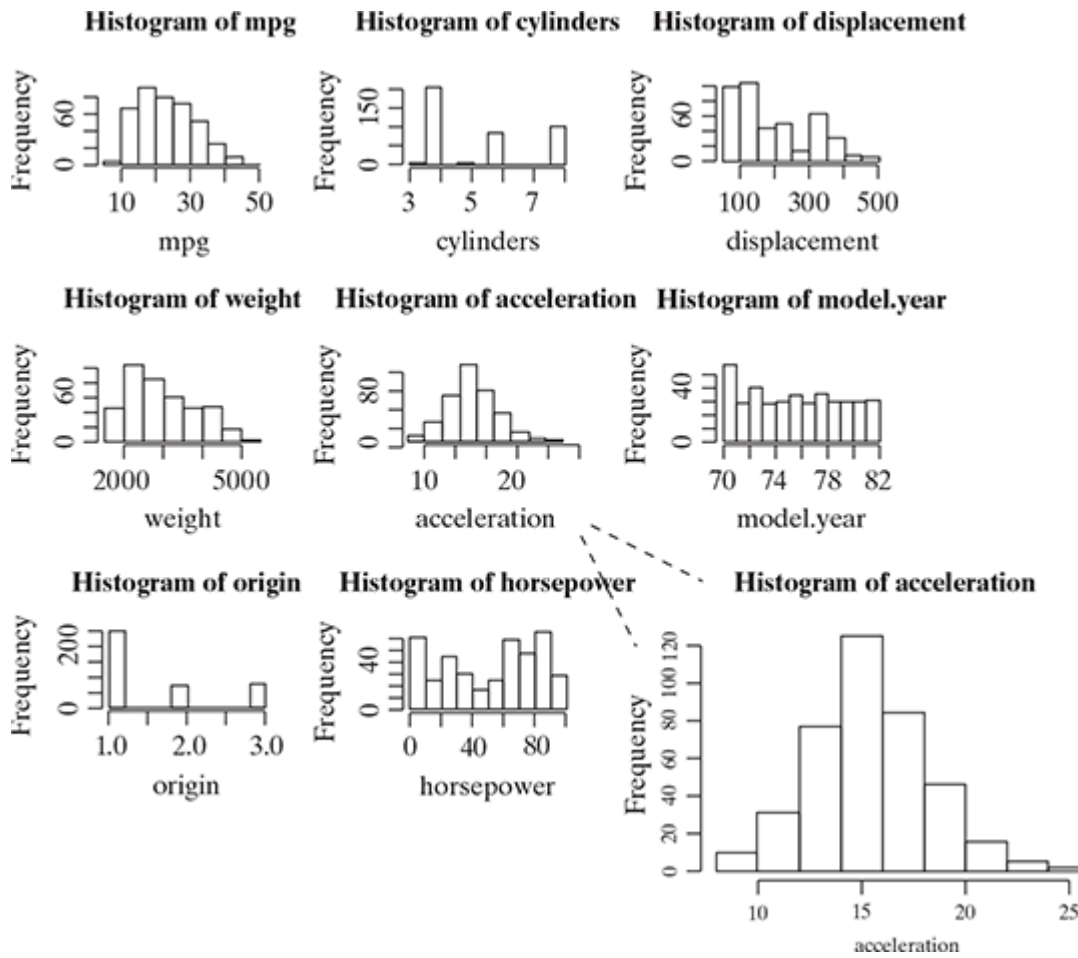 Histogram of mpg
Frequency
0 60
10 30 50
mpg
Histogram of cylinders
Frequency
0 150
3 5 7
cylinders
Histogram of displacement
Frequency
0 60
100 300 500
displacement
Histogram of weight
Frequency
0 60
2000 5000
weight
Histogram of acceleration
Frequency
0 80
10 20
acceleration
Histogram of model.year
Frequency
0 40
70 74 78 82
model.year
Histogram of origin
Frequency
0 200
1.0 2.0 3.0
origin
Histogram of horsepower
Frequency
0 40
0 40 80
horsepower
Histogram of acceleration
Frequency
0 20 40 60 80 100 120
10 15 20 25
acceleration